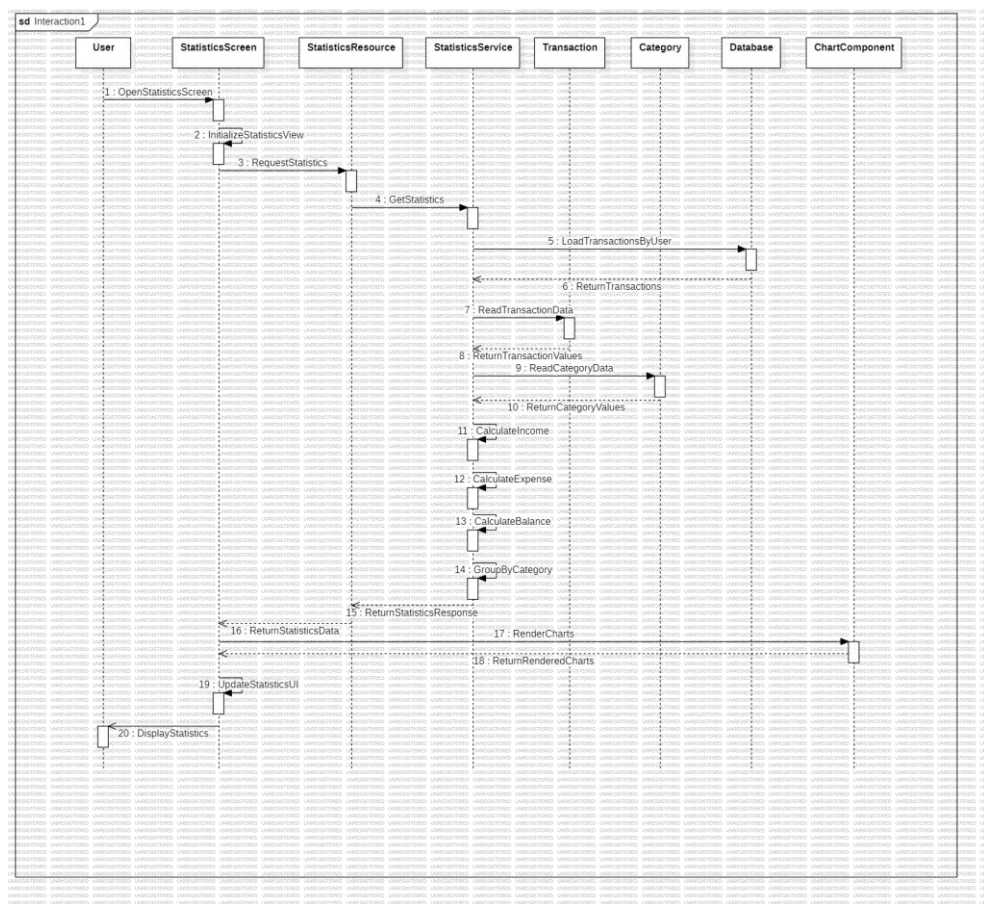 sd Interaction1
User
StatisticsScreen
StatisticsResource
StatisticsService
Transaction
Category
Database
ChartComponent
1 : OpenStatisticsScreen
2 : InitializeStatisticsView
3 : RequestStatistics
4 : GetStatistics
5 : LoadTransactionsByUser
6 : ReturnTransactions
7 : ReadTransactionData
8 : ReturnTransactionValues
9 : ReadCategoryData
10 : ReturnCategoryValues
11 : CalculateIncome
12 : CalculateExpense
13 : CalculateBalance
14 : GroupByCategory
15 : ReturnStatisticsResponse
16 : ReturnStatisticsData
17 : RenderCharts
18 : ReturnRenderedCharts
19 : UpdateStatisticsUI
20 : DisplayStatistics